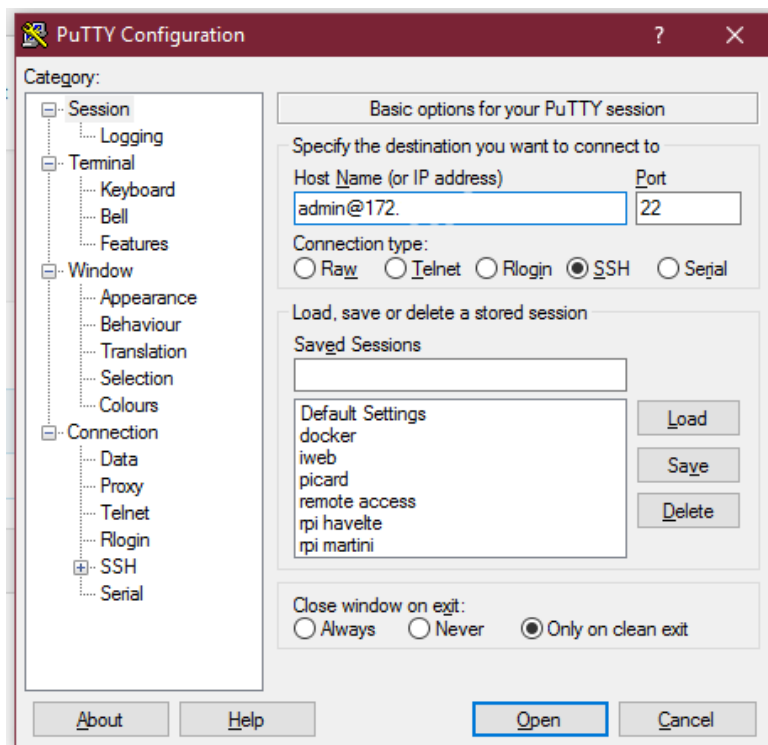 PuTTY Configuration
?
Category:
Session
Logging
Terminal
Keyboard
Bell
Features
Window
Appearance
Behaviour
Translation
Selection
Colours
Connection
Data
Proxy
Telnet
Rlogin
SSH
Serial
Basic options for your PuTTY session
Specify the destination you want to connect to
Host Name (or IP address) Port
admin@172. 22
Connection type:
Raw Telnet Rlogin SSH Serial
Load, save or delete a stored session
Saved Sessions
Default Settings
docker
iweb
picard
remote access
rpi havelte
rpi martini
Load
Save
Delete
Close window on exit:
Always Never Only on clean exit
About Help Open Cancel